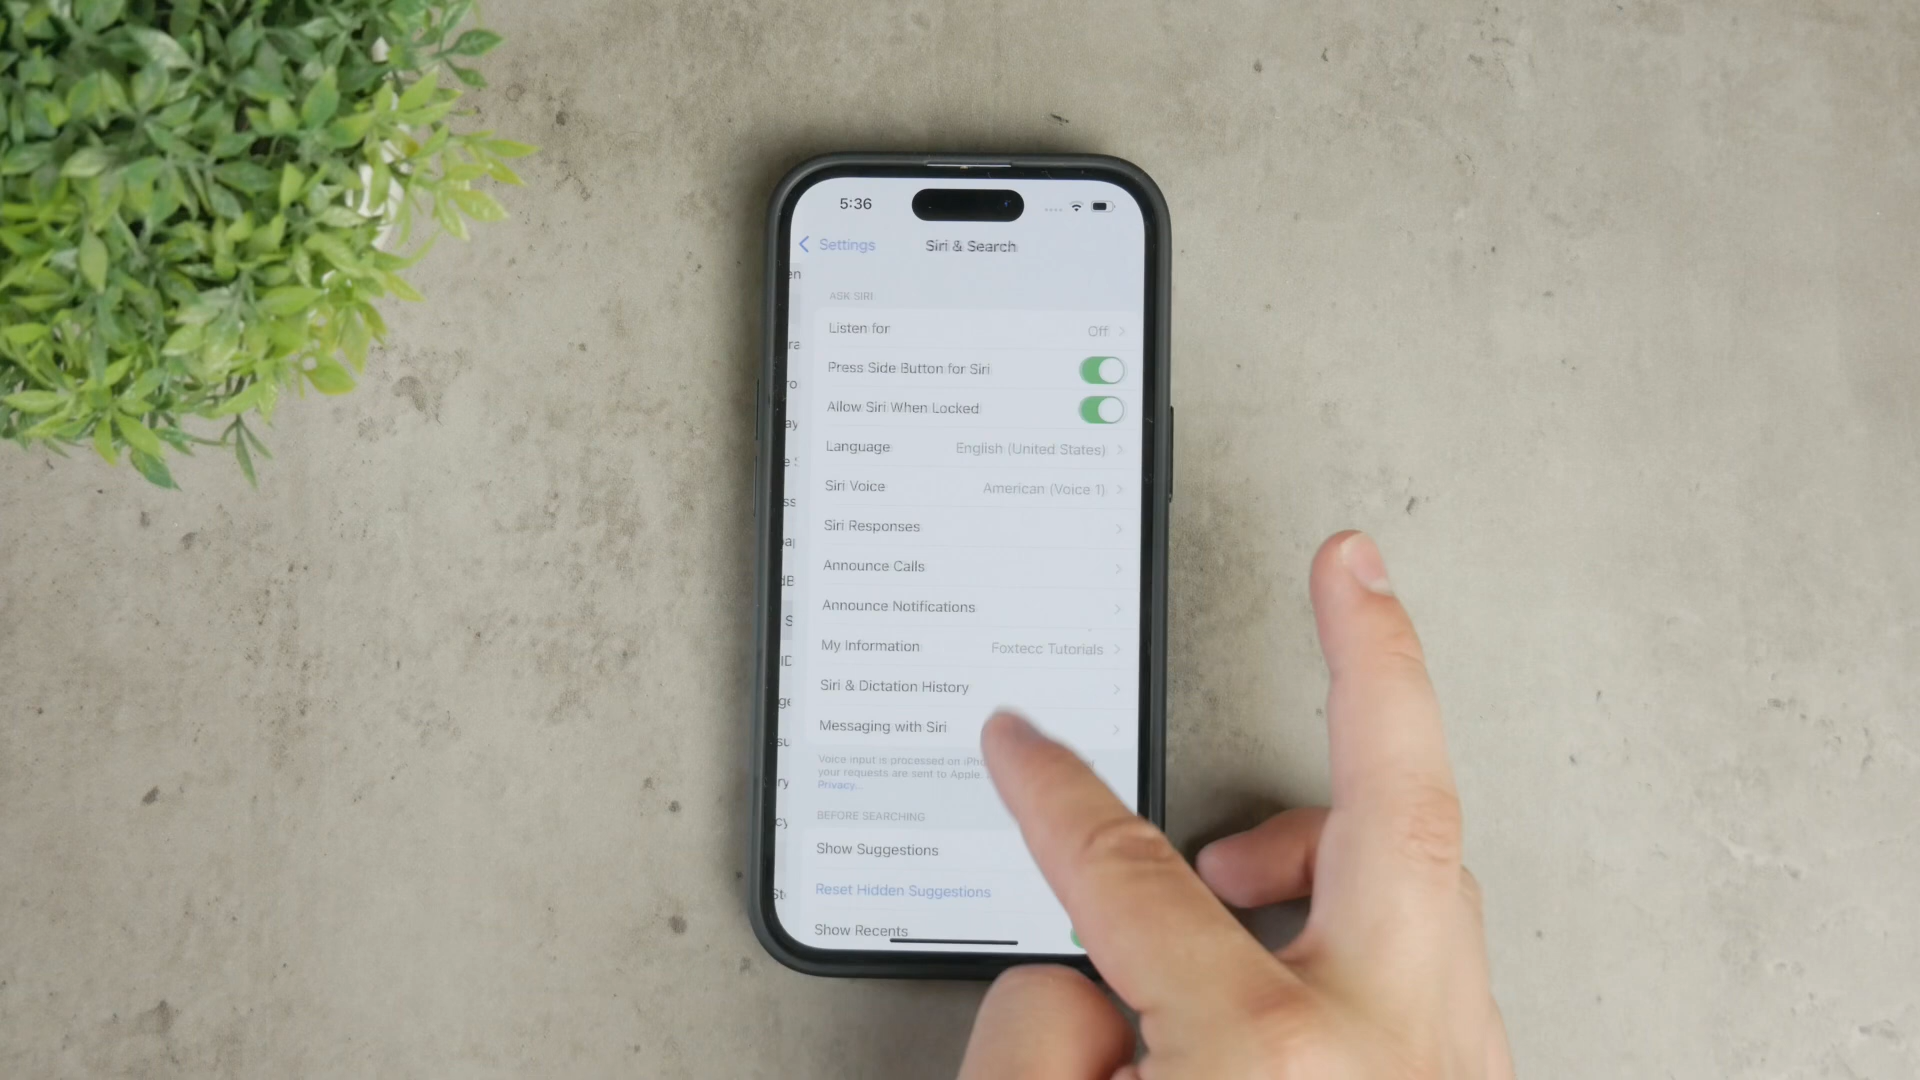 5:36
Settings
Siri & Search
ASK SIRI
Listen for Off
Press Side Button for Siri
Allow Siri When Locked
Language English (United States)
Siri Voice American (Voice 1)
Siri Responses
Announce Calls
Announce Notifications
My Information Foxtecc Tutorials
Siri & Dictation History
Messaging with Siri
Voice input is processed on
your requests are sent to Apple.
Privacy...
BEFORE SEARCHING
Show Suggestions
Reset Hidden Suggestions
Show Recents